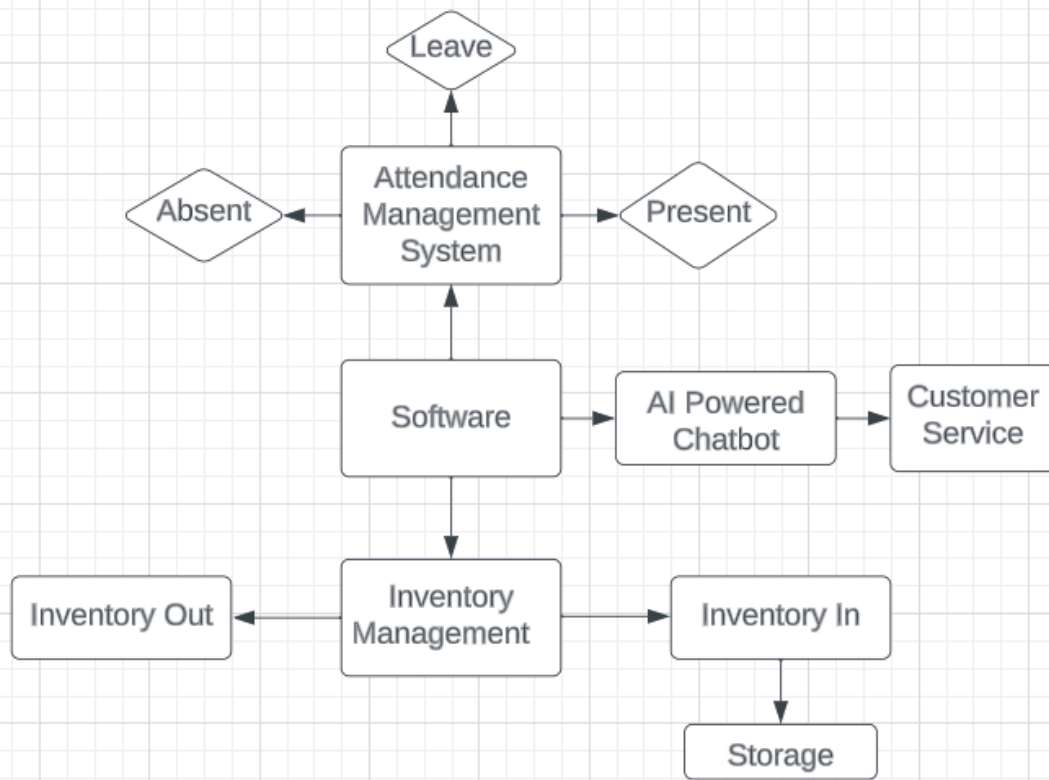 Leave
Attendance
Management
System
Absent
Present
Software
AI Powered
Chatbot
Customer
Service
Inventory
Management
Inventory Out
Inventory In
Storage